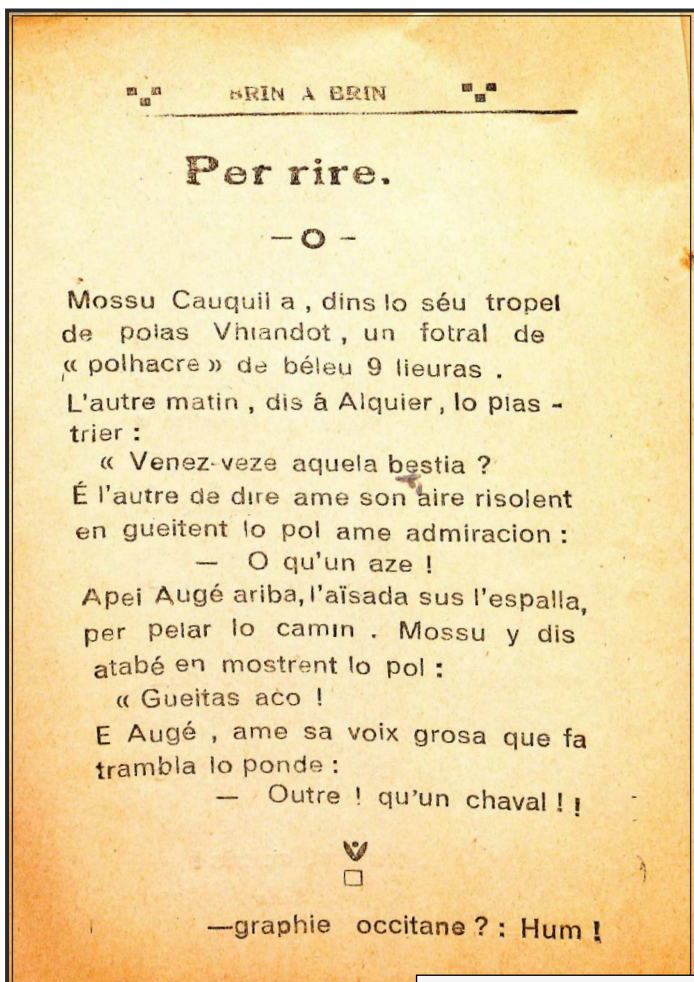 BRIN A BRIN
Per rire.
—O—
Mossu Cauquila, dins lo séu tropel
de polas Vhiandot, un fotral de
« polhacre » de béleu 9 lieuras .
L'autre matin , dis á Alquier, lo plas -
trier :
« Venez-veze aquela bestia ?
É l'autre de dire ame son aire risolent
en gueitent lo pol ame admiracion :
— O qu'un aze !
Apei Augé ariba, l'aïsada sus l'espalla,
per pelar lo camin . Mossu y dis
atabé en mostrent lo pol :
« Gueitas aco !
E Augé , ame sa voix grosa que fa
trambla lo ponde :
— Outre ! qu'un chaval ! !
—graphie occitane ? : Hum !